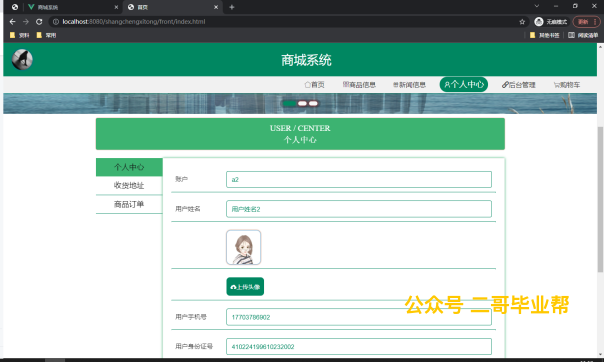 商城系统
首页
localhost:8080/shangchengxitong/front/index.html
无痕模式
更新
资料
常用
其他书签
阅读清单
商城系统
首页
商品信息
新闻信息
个人中心
后台管理
购物车
USER / CENTER
个人中心
个人中心
收货地址
商品订单
账户
a2
用户姓名
用户姓名2
上传头像
用户手机号
17703786902
用户身份证号
410224199610232002
公众号 二哥毕业帮